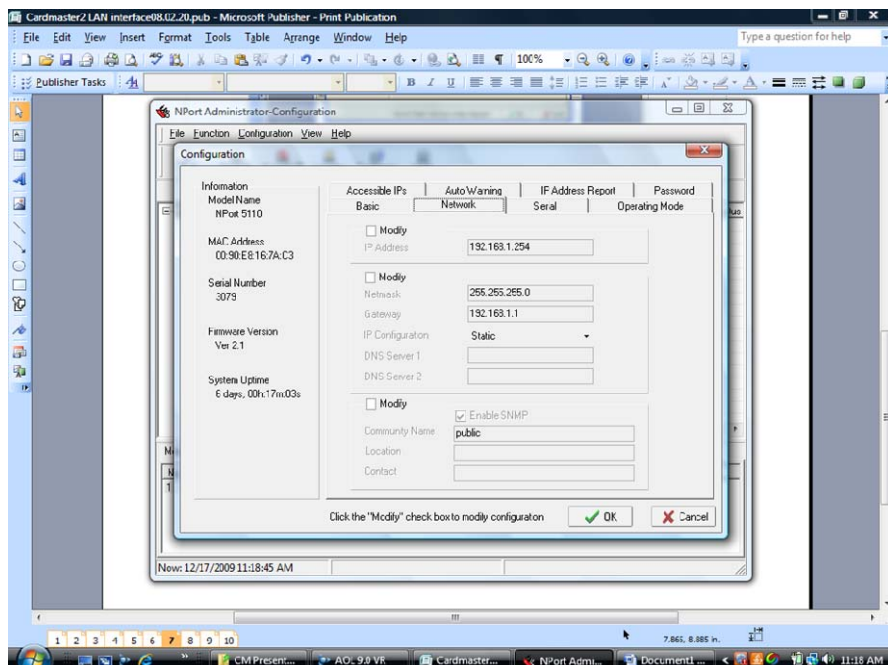 Cardmaster2 LAN interface08.02.20.pub - Microsoft Publisher - Print Publication
File Edit View Insert Format Tools Table Arrange Window Help
Type a question for help
100%
Publisher Tasks
B I U
NPort Administrator-Configuration
File Function Configuration View Help
Configuration
Information
Model Name
NPort 5110
MAC Address
00:90:E8:16:7A:C3
Serial Number
3079
Firmware Version
Ver 2.1
System Uptime
6 days, 00h:17m:03s
Accessible IPs
Auto Warning
IP Address Report
Password
Basic
Network
Serial
Operating Mode
Modify
IP Address
192.168.1.254
Modify
Netmask
255.255.255.0
Gateway
192.168.1.1
IP Configuration
Static
DNS Server 1
DNS Server 2
Modify
Enable SNMP
Community Name
public
Location
Contact
Click the "Modify" check box to modify configuration
OK
Cancel
1
Now: 12/17/2009 11:18:45 AM
1 2 3 4 5 6 7 8 9 10
7.865, 8.885 in.
CM Present...
AOL 9.0 VR
Cardmaster...
NPort Admi...
Document1 ...
11:18 AM